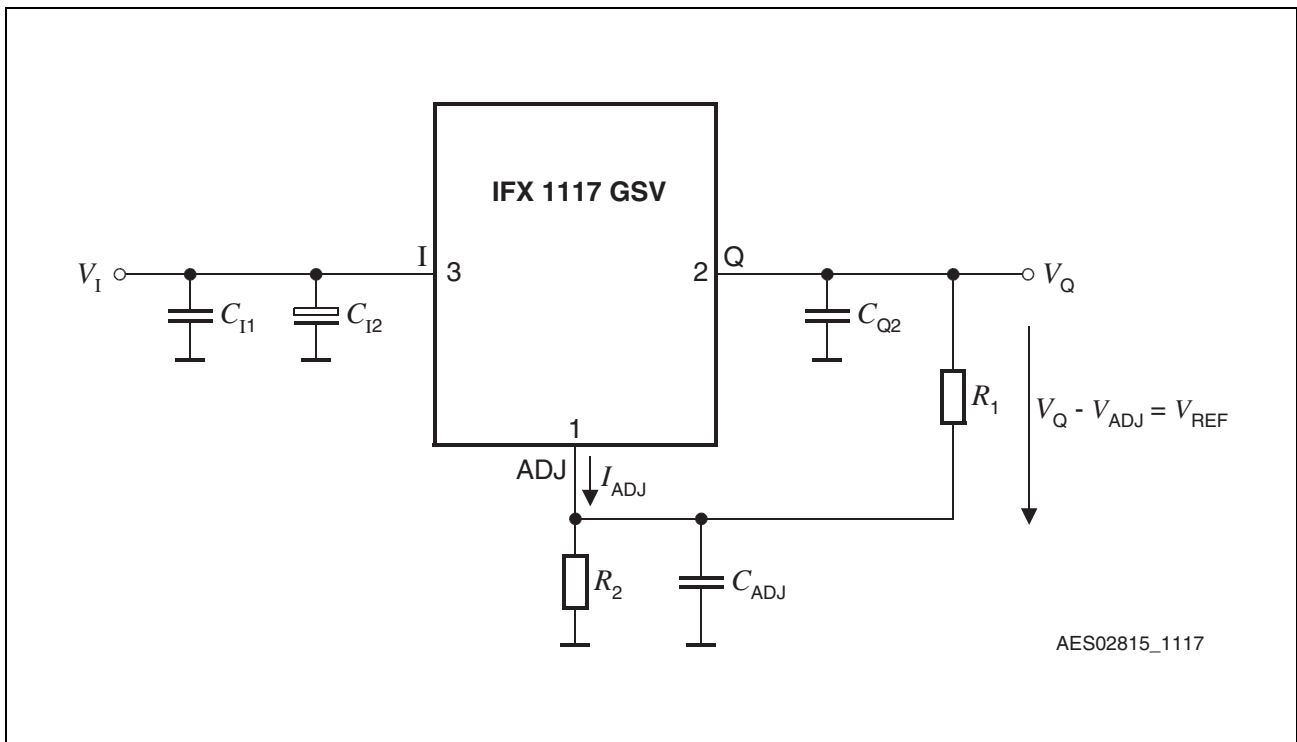 IFX 1117 GSV
V_I
I
3
2
Q
V_Q
C_I1
C_I2
C_Q2
R_1
V_Q - V_ADJ = V_REF
1
ADJ
I_ADJ
R_2
C_ADJ
AES02815_1117